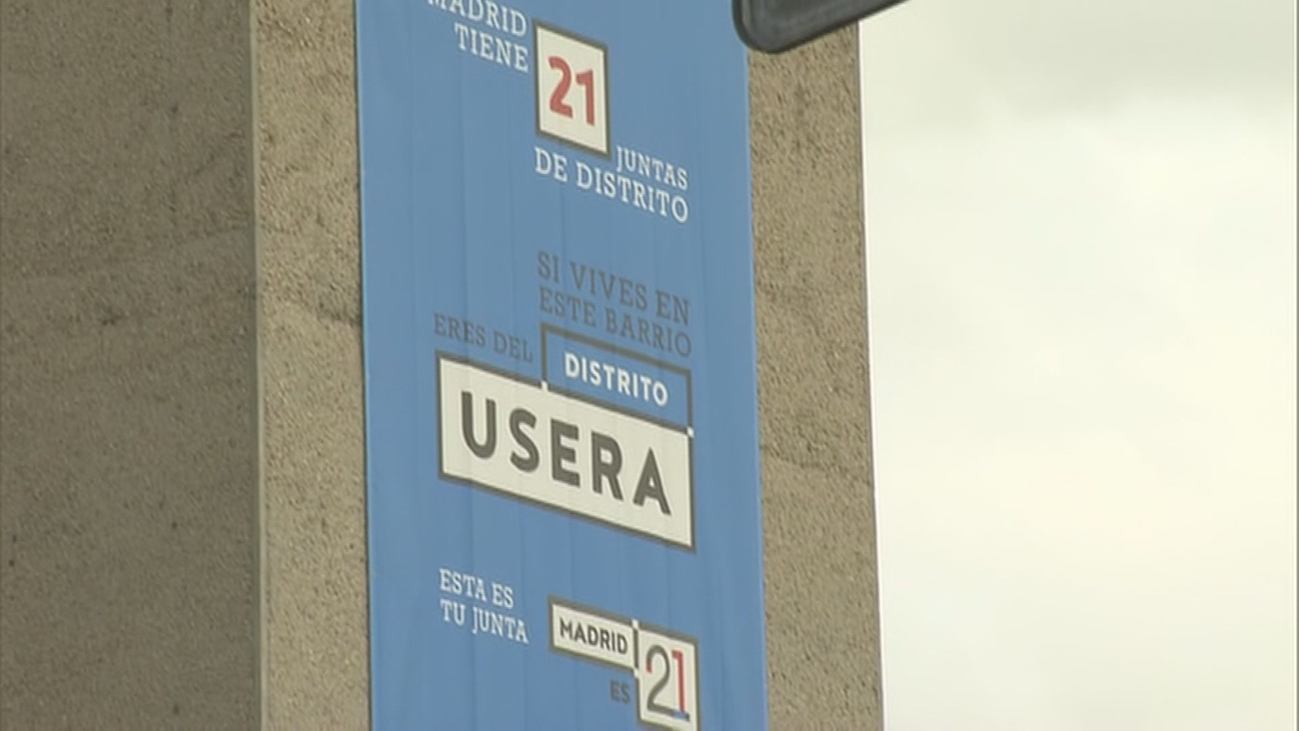 MADRID
TIENE
21
JUNTAS
DE DISTRITO
SI VIVES EN
ESTE BARRIO
ERES DEL
DISTRITO
USERA
ESTA ES
TU JUNTA
MADRID
ES 21